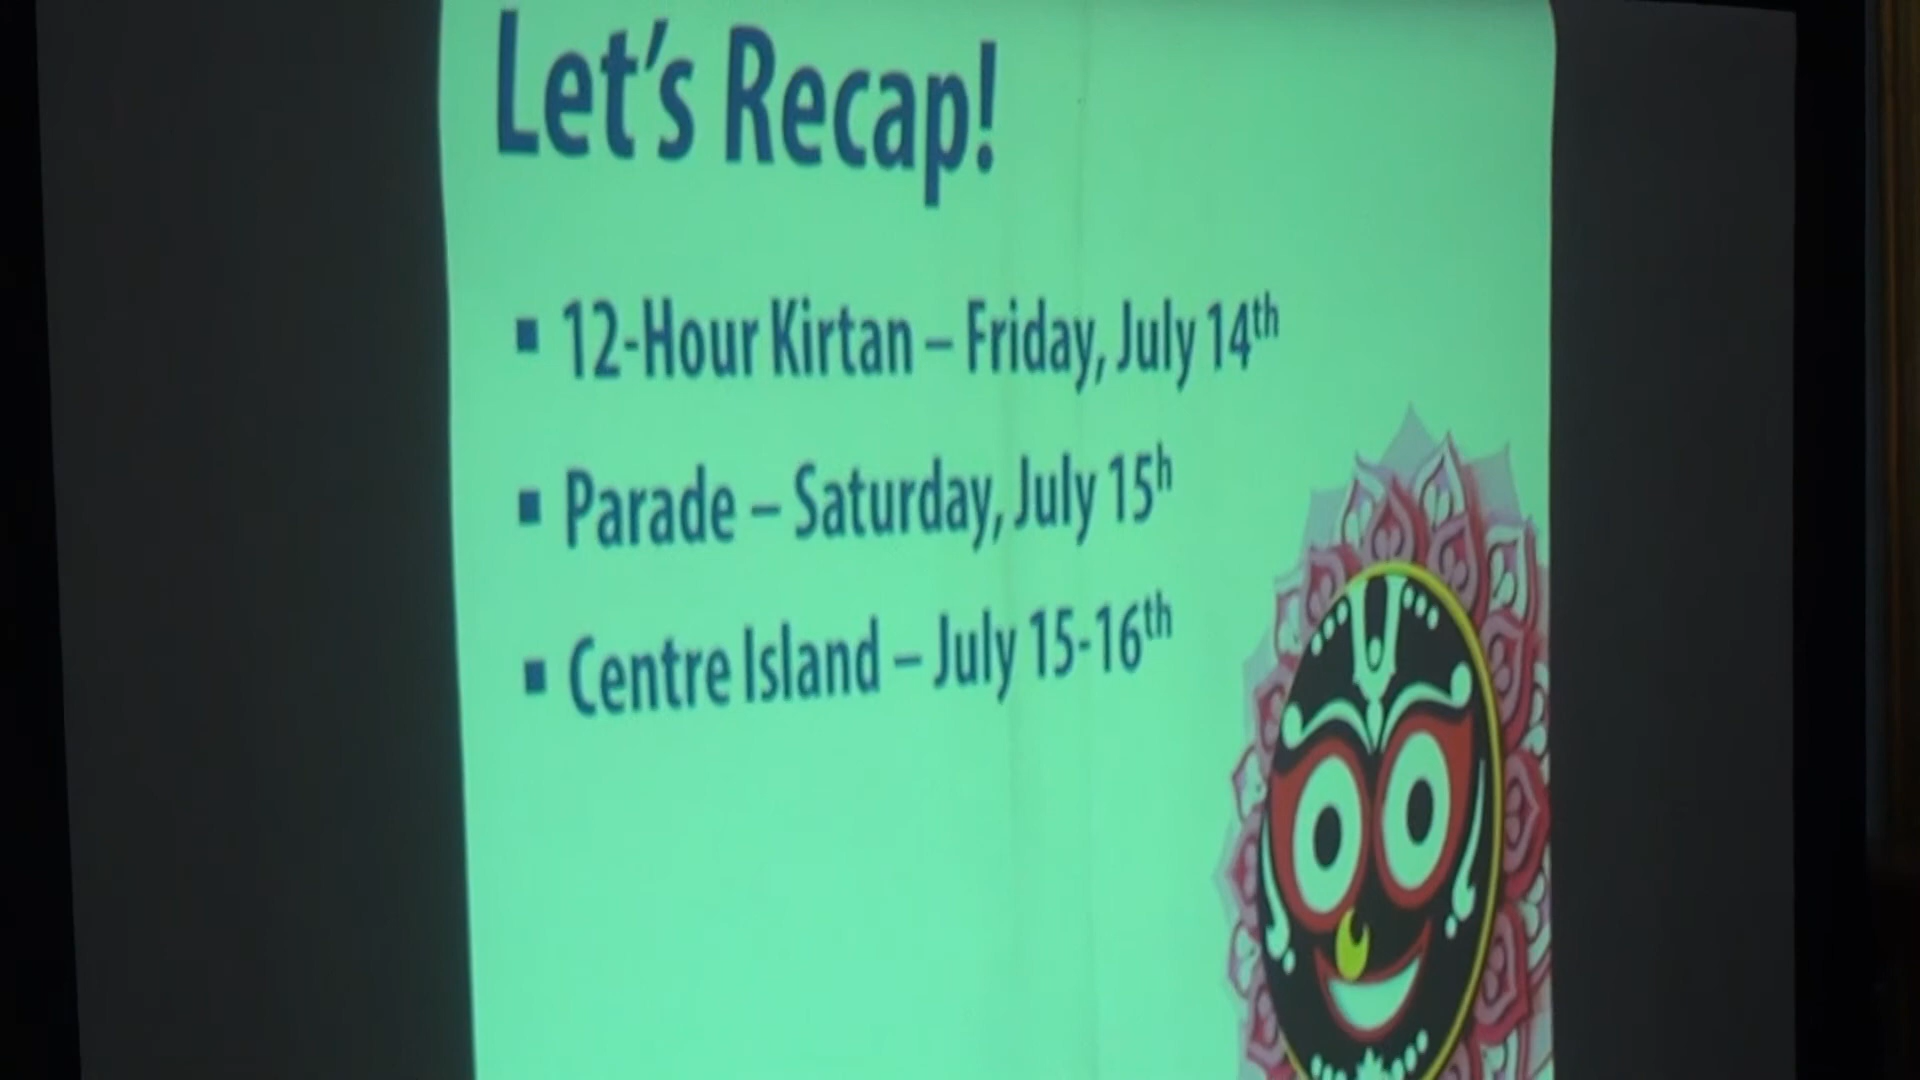 Let's Recap!
▪ 12-Hour Kirtan – Friday, July 14th
▪ Parade – Saturday, July 15h
▪ Centre Island – July 15-16th